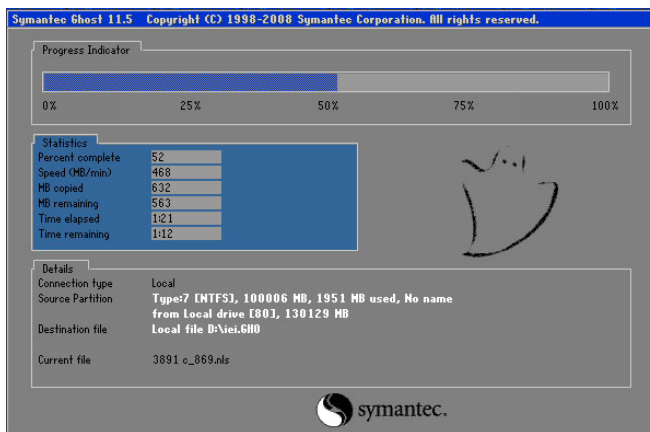 Symantec Ghost 11.5 Copyright (C) 1998-2008 Symantec Corporation. All rights reserved.
Progress Indicator
0% 25% 50% 75% 100%
Statistics
Percent complete 52
Speed (MB/min) 468
MB copied 632
MB remaining 563
Time elapsed 1:21
Time remaining 1:12
Details
Connection type Local
Source Partition Type:7 [NTFS], 100006 MB, 1951 MB used, No name
from Local drive [80], 130129 MB
Destination file Local file D:\iei.GHO
Current file 3891 c_869.nls
symantec.